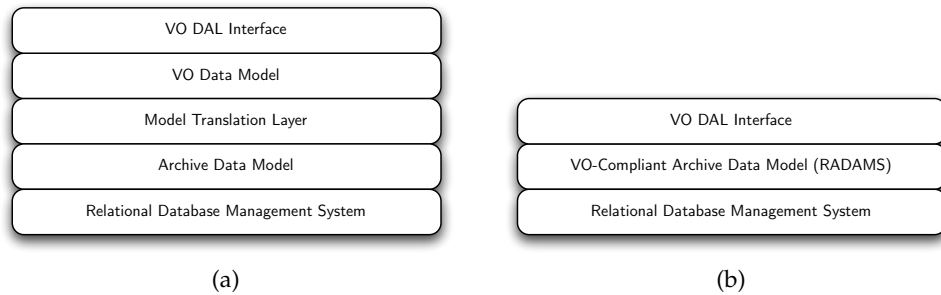 VO DAL Interface
VO Data Model
Model Translation Layer
Archive Data Model
Relational Database Management System
(a)
VO DAL Interface
VO-Compliant Archive Data Model (RADAMS)
Relational Database Management System
(b)